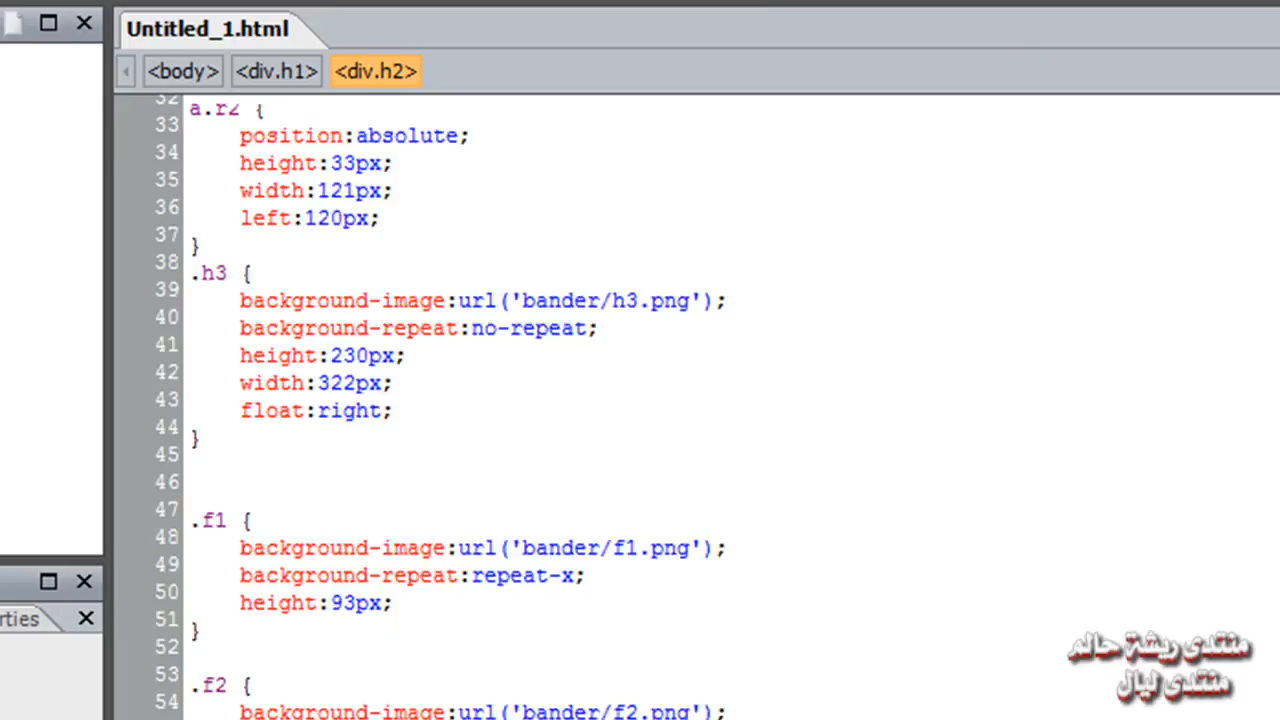 Untitled_1.html
<body> <div.h1> <div.h2>
32 a.r2 {
33 position:absolute;
34 height:33px;
35 width:121px;
36 left:120px;
37 }
38 .h3 {
39 background-image:url('bander/h3.png');
40 background-repeat:no-repeat;
41 height:230px;
42 width:322px;
43 float:right;
44 }
45
46
47 .f1 {
48 background-image:url('bander/f1.png');
49 background-repeat:repeat-x;
50 height:93px;
51 }
52
53 .f2 {
54 background-image:url('bander/f2.png');
rties
منتدى ريشة حالم
منتدى ليال